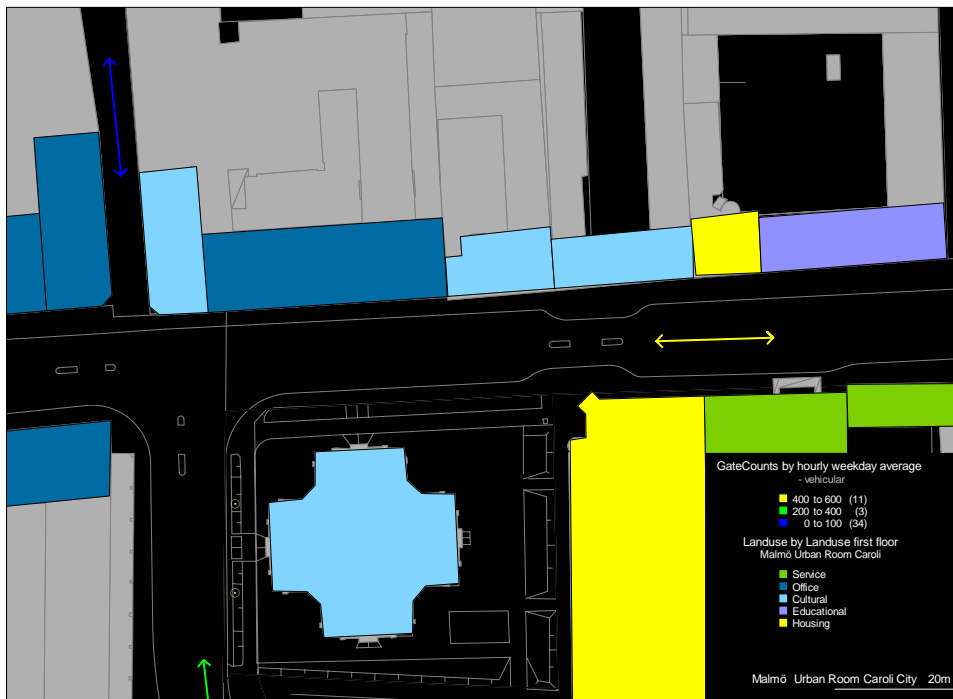 GateCounts by hourly weekday average
- vehicular
400 to 600 (11)
200 to 400 (3)
0 to 100 (34)
Landuse by Landuse first floor
Malmö Urban Room Caroli
Service
Office
Cultural
Educational
Housing
Malmö Urban Room Caroli City 20m